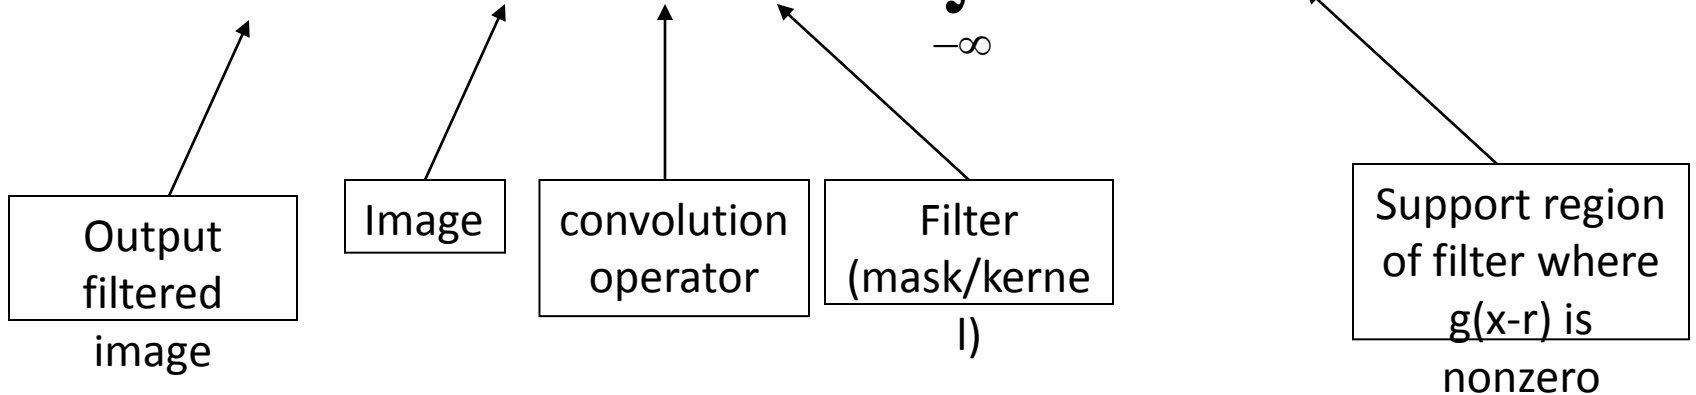 ∫
−∞
Output
filtered
image
Image
convolution
operator
Filter
(mask/kerne
l)
Support region
of filter where
g(x-r) is
nonzero